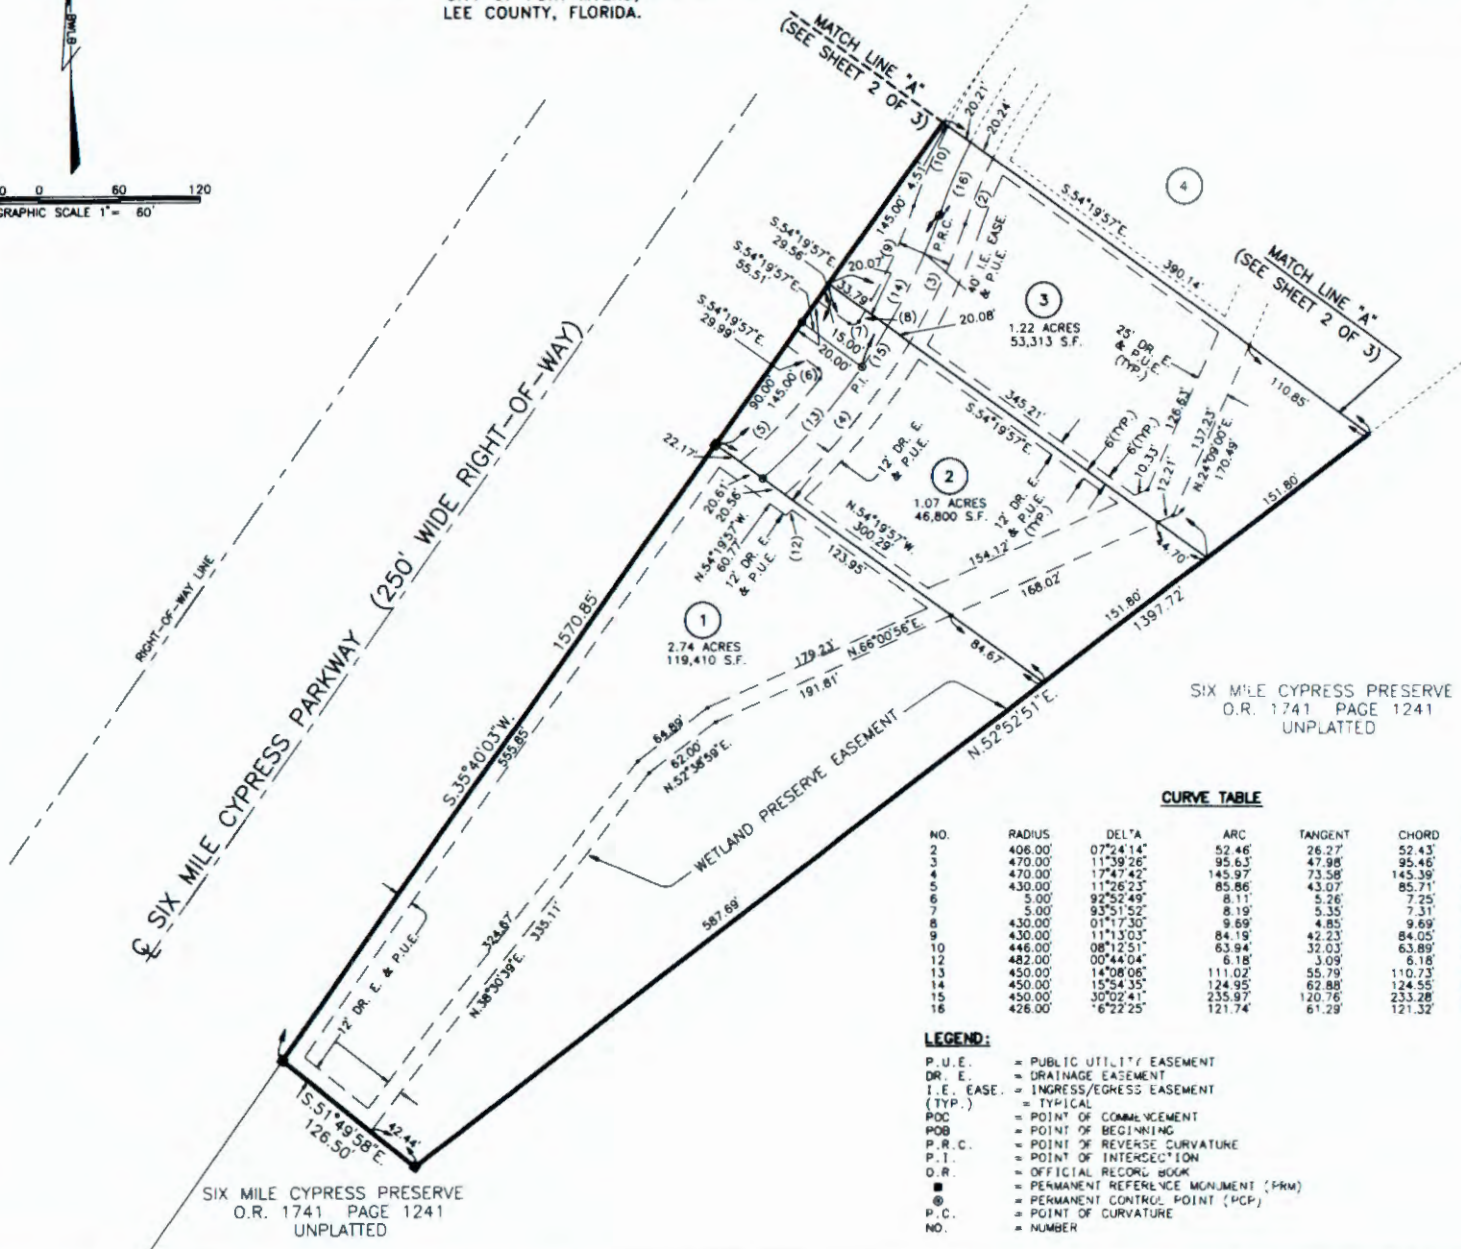 BWLB
LEE COUNTY, FLORIDA.
0 60 120
GRAPHIC SCALE 1"= 60'
MATCH LINE "A"
(SEE SHEET 2 OF 3)
20.21'
20.24'
4
S.54°19'57"E.
390.14'
MATCH LINE "A"
(SEE SHEET 2 OF 3)
110.85'
4.51'
145.00'
(10)
(16)
(2)
P.R.C.
(9)
(3)
(14)
40' I.E. EASE.
& P.U.E.
S.54°19'57"E.
29.56'
S.54°19'57"E.
55.51'
S.54°19'57"E.
29.99'
20.07'
33.79'
(7)
(8)
20.08'
15.00'
20.00'
(15)
P.I.
(6)
90.00'
145.00'
(5)
(13)
(4)
22.17'
3
1.22 ACRES
53,313 S.F.
25' DR. E.
& P.U.E.
(TYP.)
345.21'
S.54°19'57"E.
6'(TYP.)
6'(TYP.)
126.63'
137.23'
N.24°09'00"E.
170.49'
10.33'
12.21'
151.80'
12' DR. E.
& P.U.E.
2
1.07 ACRES
46,800 S.F.
12' DR. E.
& P.U.E.
(TYP.)
N.54°19'57"W.
300.29'
154.12'
168.02'
20.61'
20.56'
N.54°19'57"W.
60.77'
12' DR. E.
& P.U.E.
(12)
123.95'
151.80'
1397.72'
84.67'
1
2.74 ACRES
119,410 S.F.
179.23'
N.66°00'56"E.
191.81'
64.89'
62.00'
N.52°38'59"E.
WETLAND PRESERVE EASEMENT
N.52°52'51"E.
RIGHT-OF-WAY LINE
℄ SIX MILE CYPRESS PARKWAY (250' WIDE RIGHT-OF-WAY)
1570.85'
S.35°40'03"W.
555.85'
324.67'
335.11'
N.38°30'39"E.
587.69'
12' DR. E. & P.U.E.
S.51°49'58"E.
126.50'
42.44'
SIX MILE CYPRESS PRESERVE
O.R. 1741 PAGE 1241
UNPLATTED
SIX MILE CYPRESS PRESERVE
O.R. 1741 PAGE 1241
UNPLATTED
CURVE TABLE
NO. RADIUS DELTA ARC TANGENT CHORD
2 406.00' 07°24'14" 52.46' 26.27' 52.43'
3 470.00' 11°39'26" 95.63' 47.98' 95.46'
4 470.00' 17°47'42" 145.97' 73.58' 145.39'
5 430.00' 11°26'23" 85.86' 43.07' 85.71'
6 5.00' 92°52'49" 8.11' 5.26' 7.25'
7 5.00' 93°51'52" 8.19' 5.35' 7.31'
8 430.00' 01°17'30" 9.69' 4.85' 9.69'
9 430.00' 11°13'03" 84.19' 42.23' 84.05'
10 446.00' 08°12'51" 63.94' 32.03' 63.89'
12 482.00' 00°44'04" 6.18' 3.09' 6.18'
13 450.00' 14°08'06" 111.02' 55.79' 110.73'
14 450.00' 15°54'35" 124.95' 62.88' 124.55'
15 450.00' 30°02'41" 235.97' 120.76' 233.28'
16 426.00' 16°22'25" 121.74' 61.29' 121.32'
LEGEND:
P.U.E. = PUBLIC UTILITY EASEMENT
DR. E. = DRAINAGE EASEMENT
I.E. EASE. = INGRESS/EGRESS EASEMENT
(TYP.) = TYPICAL
POC = POINT OF COMMENCEMENT
POB = POINT OF BEGINNING
P.R.C. = POINT OF REVERSE CURVATURE
P.I. = POINT OF INTERSECTION
O.R. = OFFICIAL RECORD BOOK
■ = PERMANENT REFERENCE MONUMENT (PRM)
◎ = PERMANENT CONTROL POINT (PCP)
P.C. = POINT OF CURVATURE
NO. = NUMBER